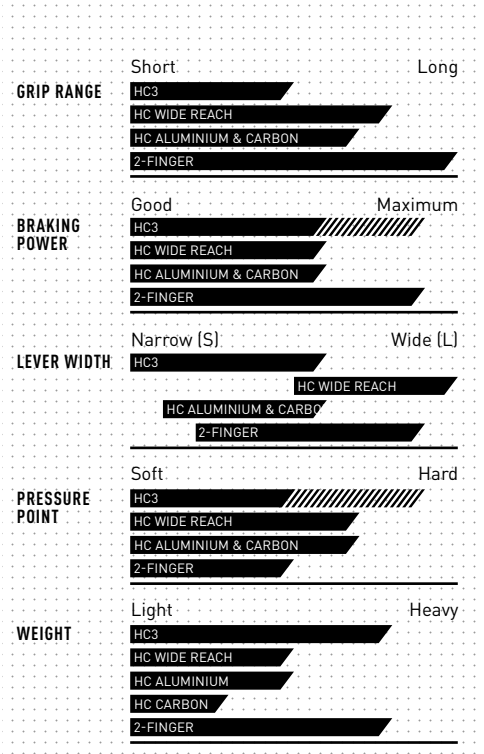 Short Long
GRIP RANGE
HC3
HC WIDE REACH
HC ALUMINIUM & CARBON
2-FINGER
Good Maximum
BRAKING
POWER
HC3
HC WIDE REACH
HC ALUMINIUM & CARBON
2-FINGER
Narrow (S) Wide (L)
LEVER WIDTH
HC3
HC WIDE REACH
HC ALUMINIUM & CARBO
2-FINGER
Soft Hard
PRESSURE
POINT
HC3
HC WIDE REACH
HC ALUMINIUM & CARBON
2-FINGER
Light Heavy
WEIGHT
HC3
HC WIDE REACH
HC ALUMINIUM
HC CARBON
2-FINGER